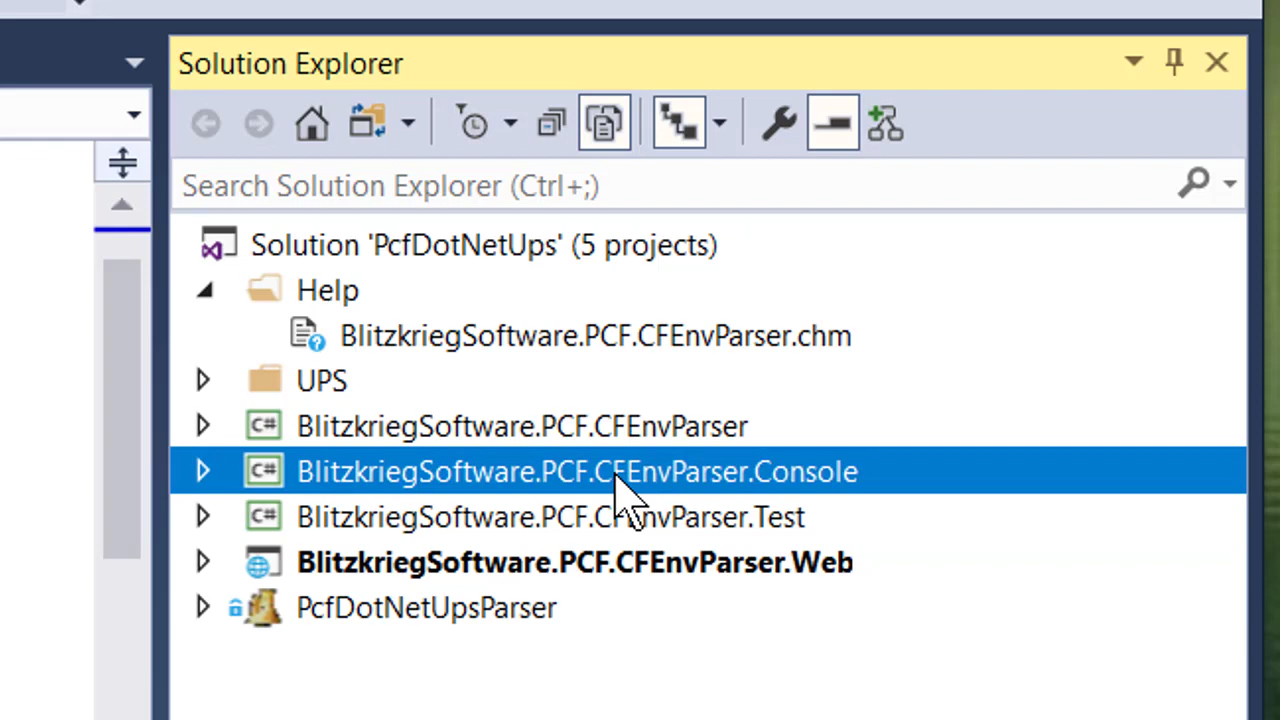 Solution Explorer
Search Solution Explorer (Ctrl+;)
Solution 'PcfDotNetUps' (5 projects)
Help
BlitzkriegSoftware.PCF.CFEnvParser.chm
UPS
C# BlitzkriegSoftware.PCF.CFEnvParser
C# BlitzkriegSoftware.PCF.CFEnvParser.Console
C# BlitzkriegSoftware.PCF.CFEnvParser.Test
BlitzkriegSoftware.PCF.CFEnvParser.Web
PcfDotNetUpsParser